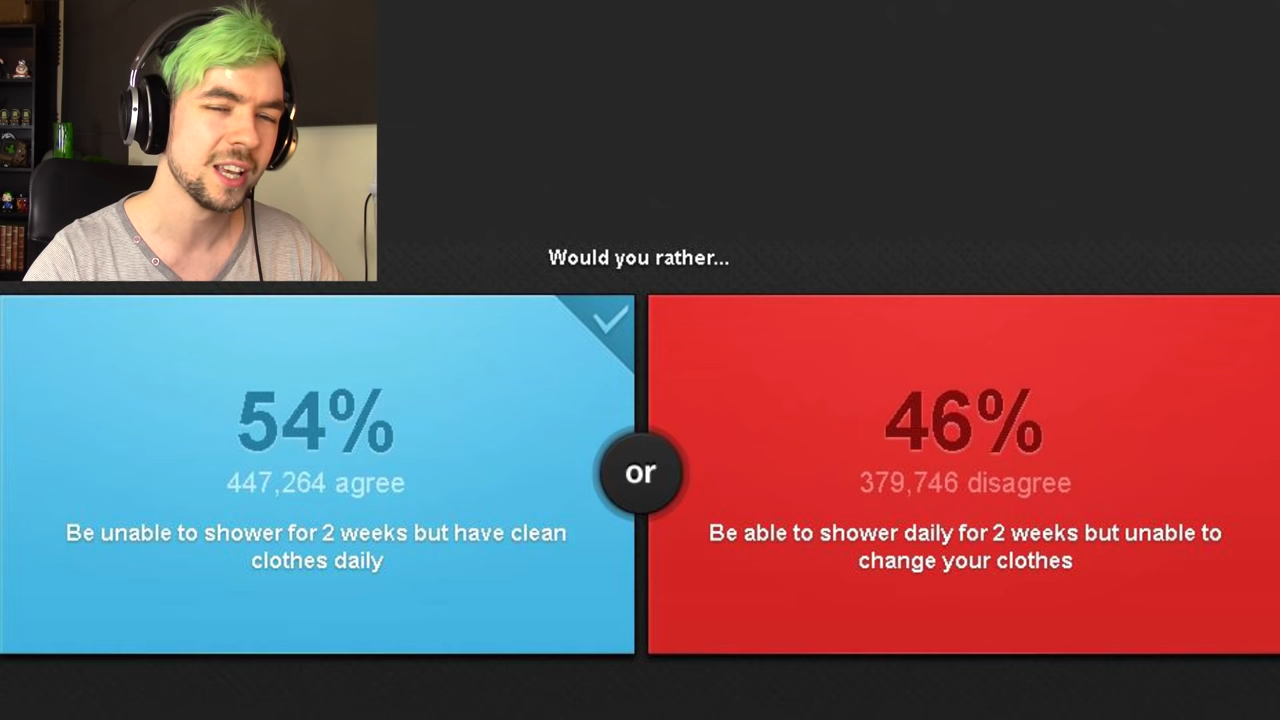 Would you rather...
54%
447,264 agree
Be unable to shower for 2 weeks but have clean
clothes daily
or
46%
379,746 disagree
Be able to shower daily for 2 weeks but unable to
change your clothes